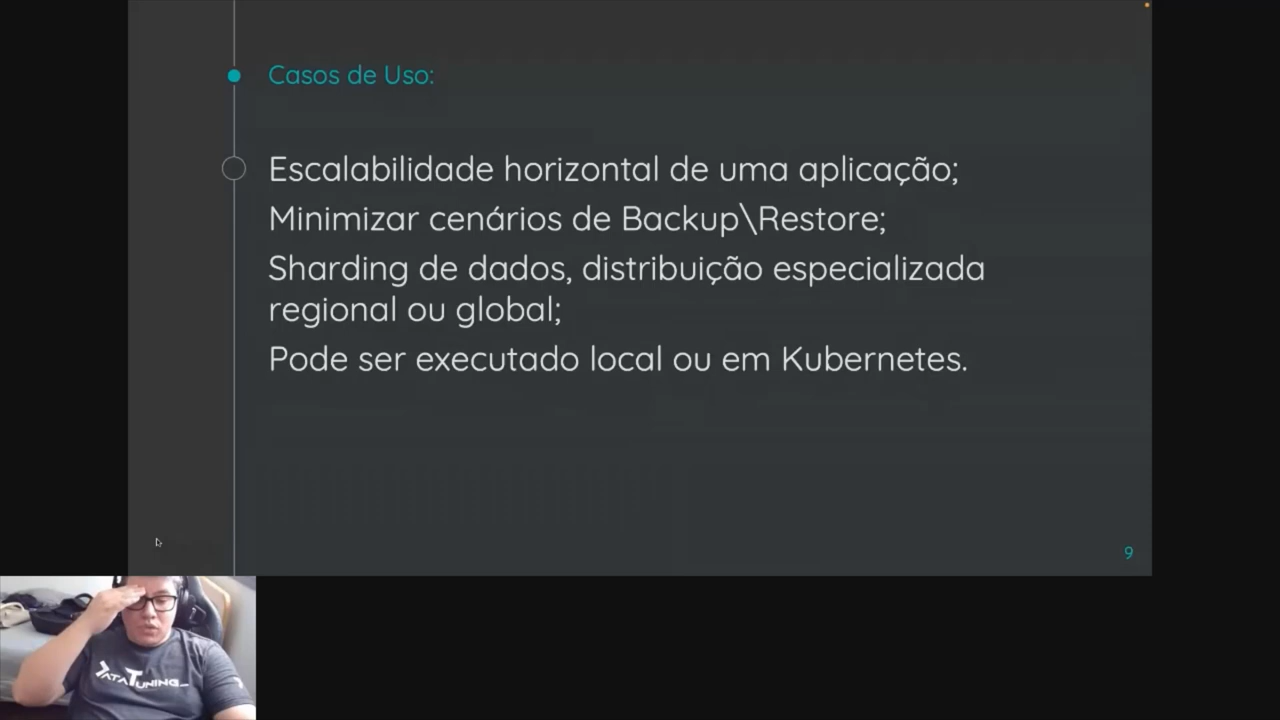 Casos de Uso:
Escalabilidade horizontal de uma aplicação;
Minimizar cenários de Backup\Restore;
Sharding de dados, distribuição especializada
regional ou global;
Pode ser executado local ou em Kubernetes.
9
DATATUNING_